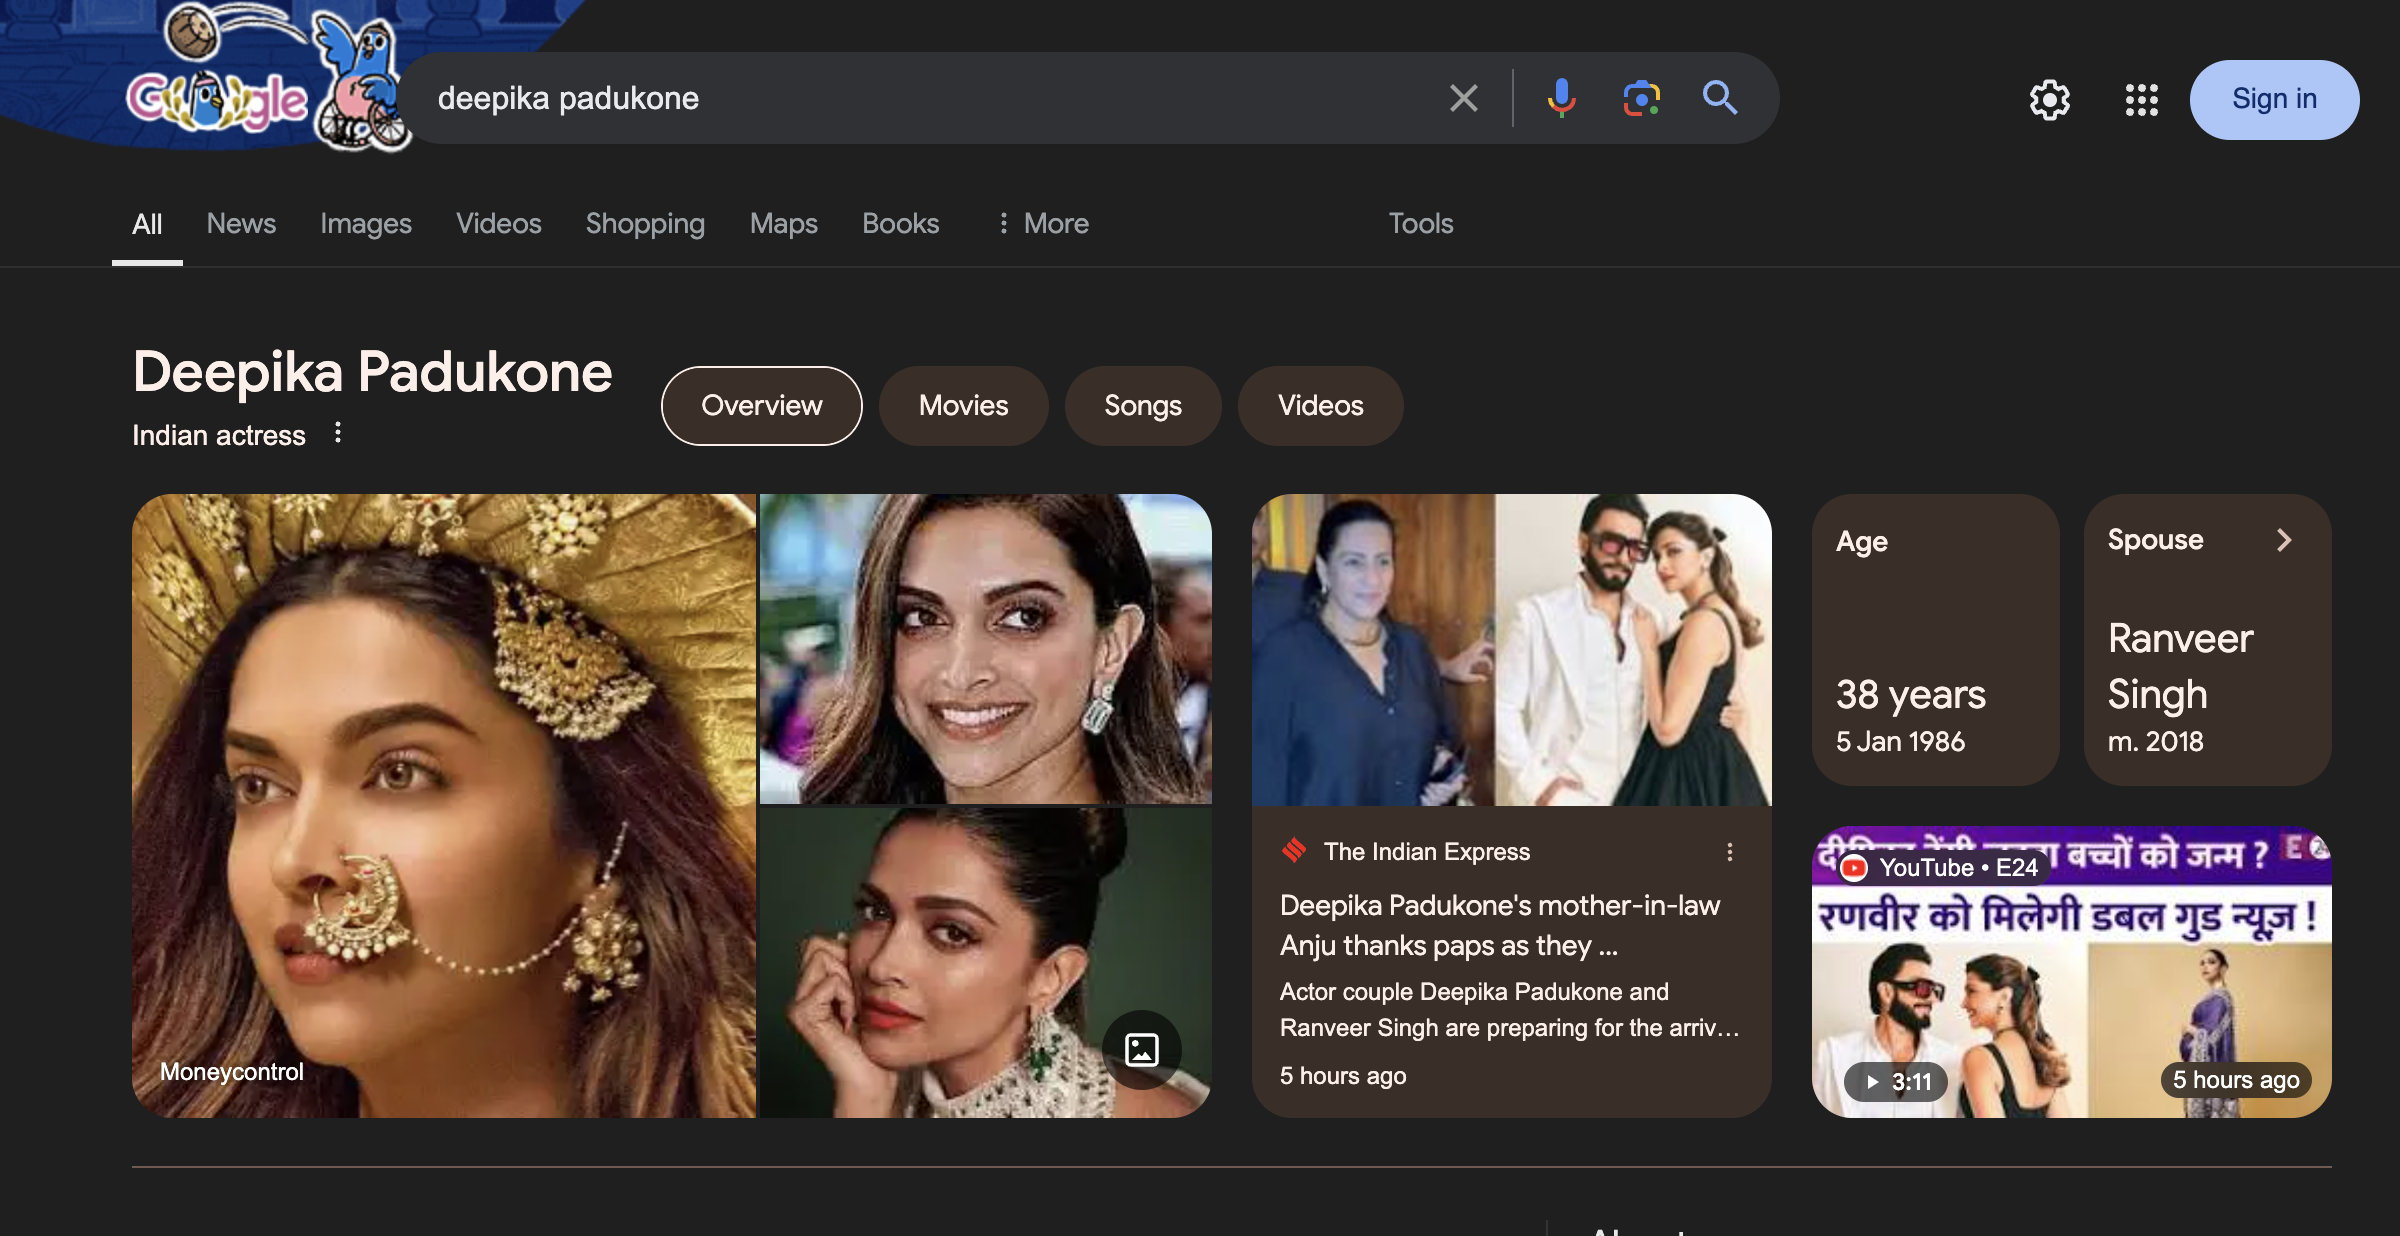 Google
deepika padukone
Sign in
All News Images Videos Shopping Maps Books More Tools
Deepika Padukone
Indian actress
Overview Movies Songs Videos
Moneycontrol
The Indian Express
Deepika Padukone's mother-in-law
Anju thanks paps as they ...
Actor couple Deepika Padukone and
Ranveer Singh are preparing for the arriv...
5 hours ago
Age
38 years
5 Jan 1986
Spouse
Ranveer
Singh
m. 2018
बच्चों को जन्म ?
YouTube • E24
रणवीर को मिलेगी डबल गुड न्यूज़ !
3:11
5 hours ago